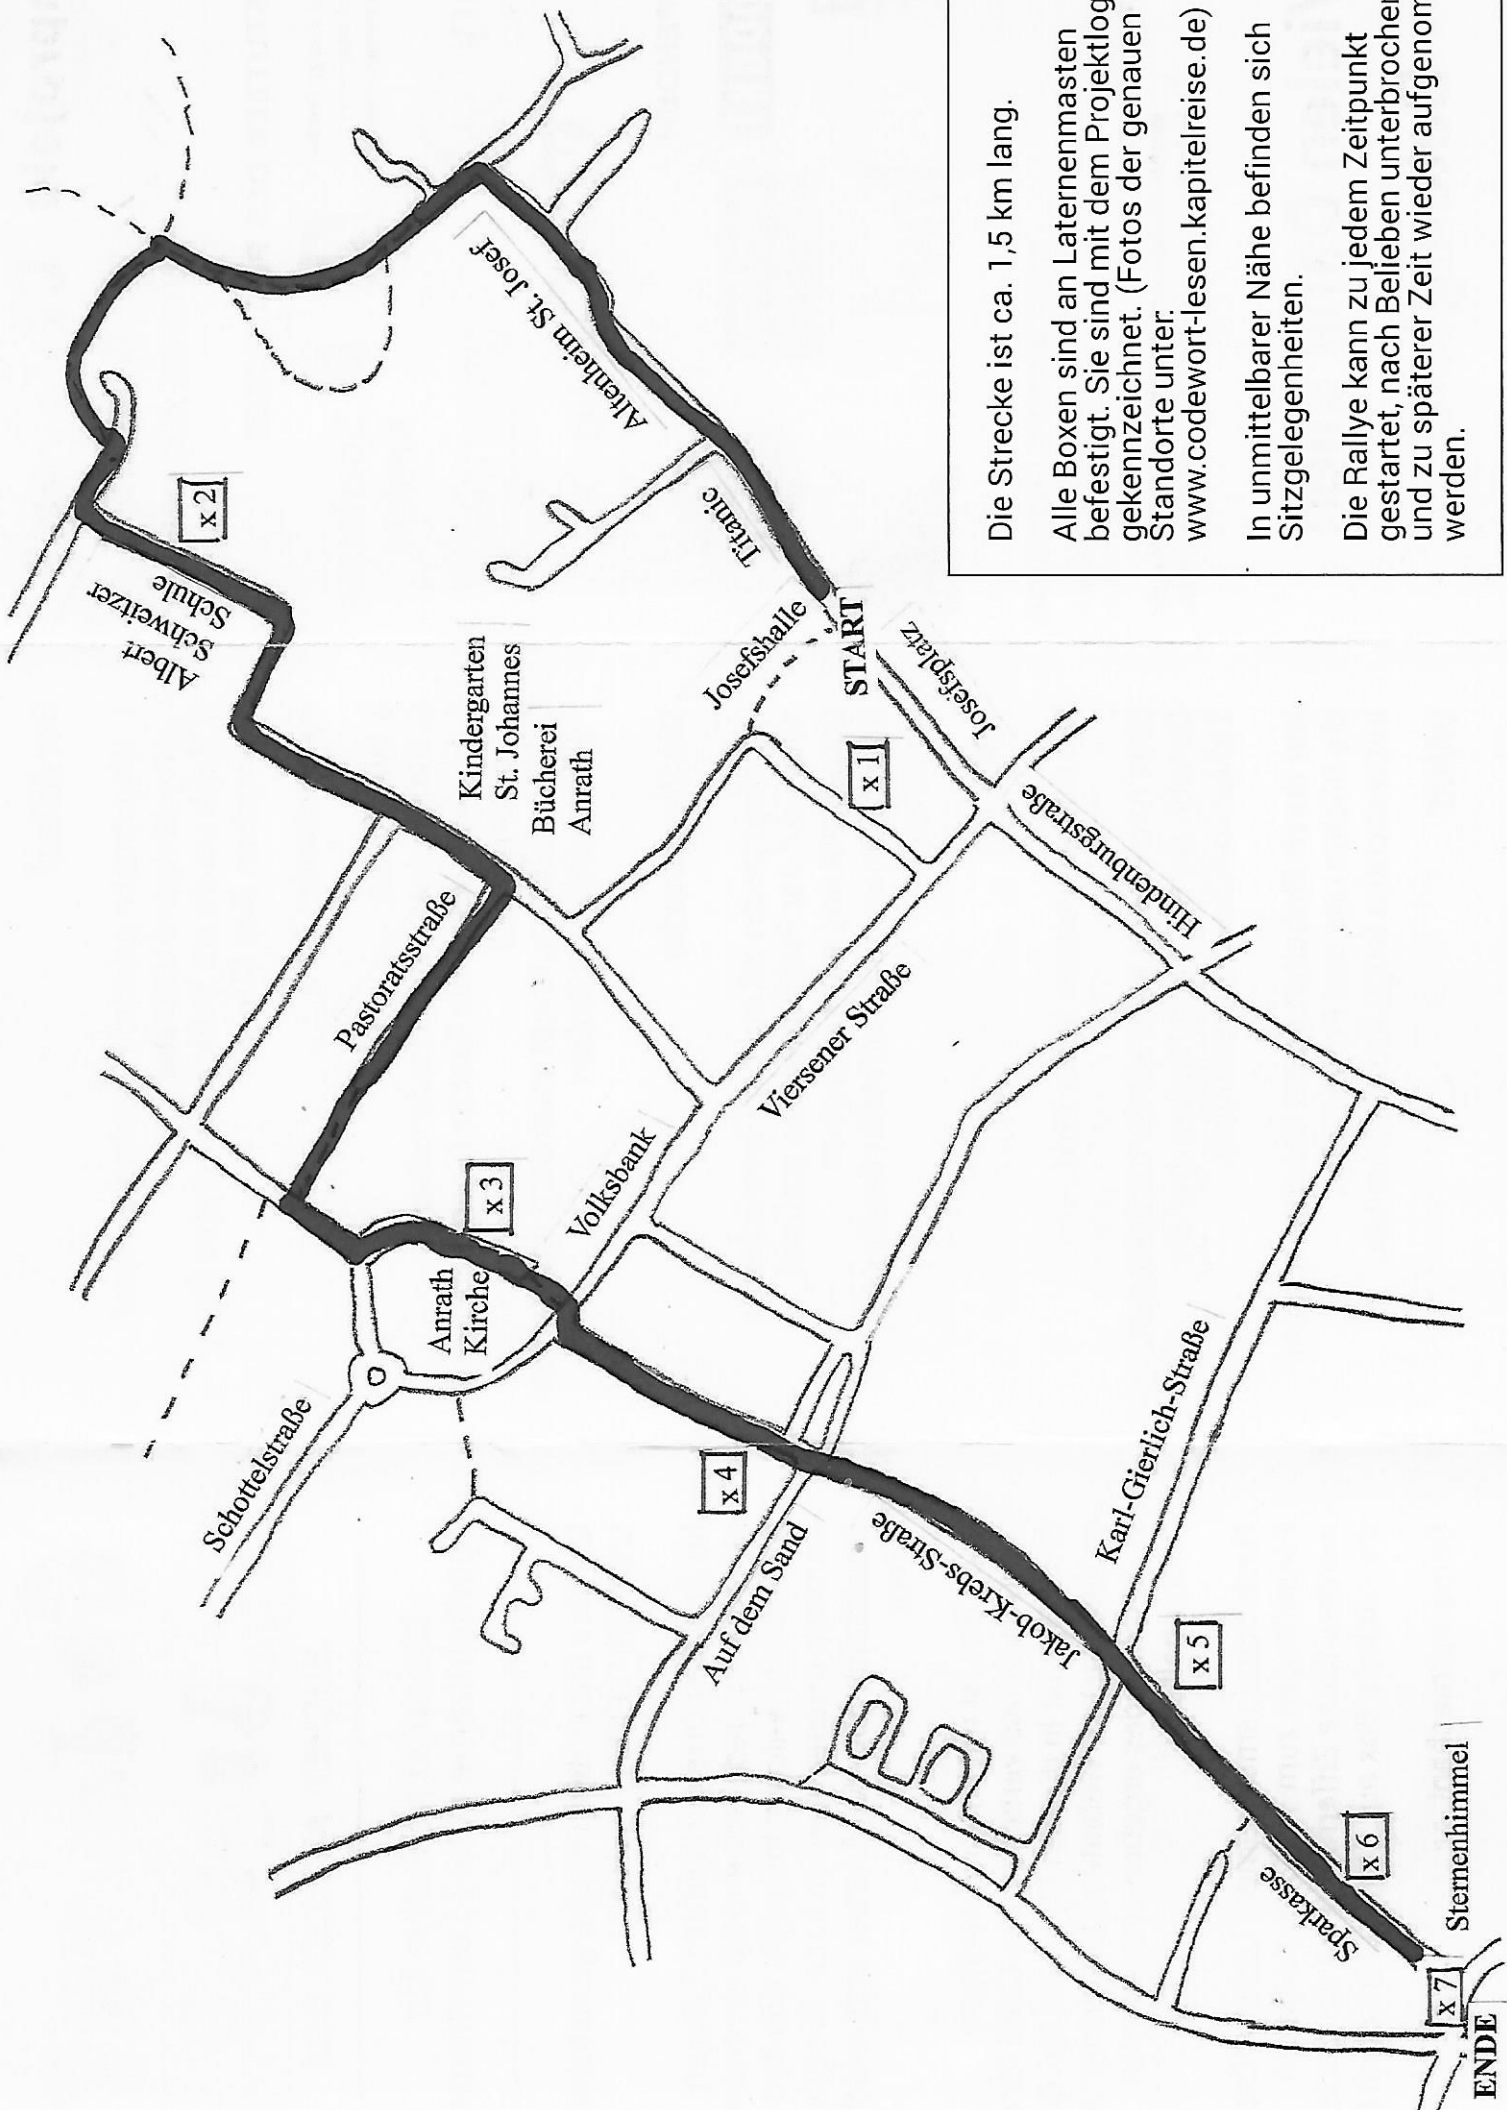 Die Strecke ist ca. 1,5 km lang.
Alle Boxen sind an Laternenmasten
befestigt. Sie sind mit dem Projektlog
gekennzeichnet. (Fotos der genauen
Standorte unter:
www.codewort-lesen.kapitelreise.de)
In unmittelbarer Nähe befinden sich
Sitzgelegenheiten.
Die Rallye kann zu jedem Zeitpunkt
gestartet, nach Belieben unterbrochen
und zu späterer Zeit wieder aufgenom
werden.
Altenheim St. Josef
x 2
Albert
Schweitzer
Schule
Titanic
Josefshalle
START
Josefsplatz
Kindergarten
St. Johannes
Bücherei
Anrath
x 1
Hindenburgstraße
Pastoratsstraße
Viersener Straße
Volksbank
x 3
Anrath
Kirche
Schottelstraße
x 4
Auf dem Sand
Jakob-Krebs-Straße
Karl-Gierlich-Straße
x 5
x 6
Sparkasse
Sternenhimmel
x 7
ENDE